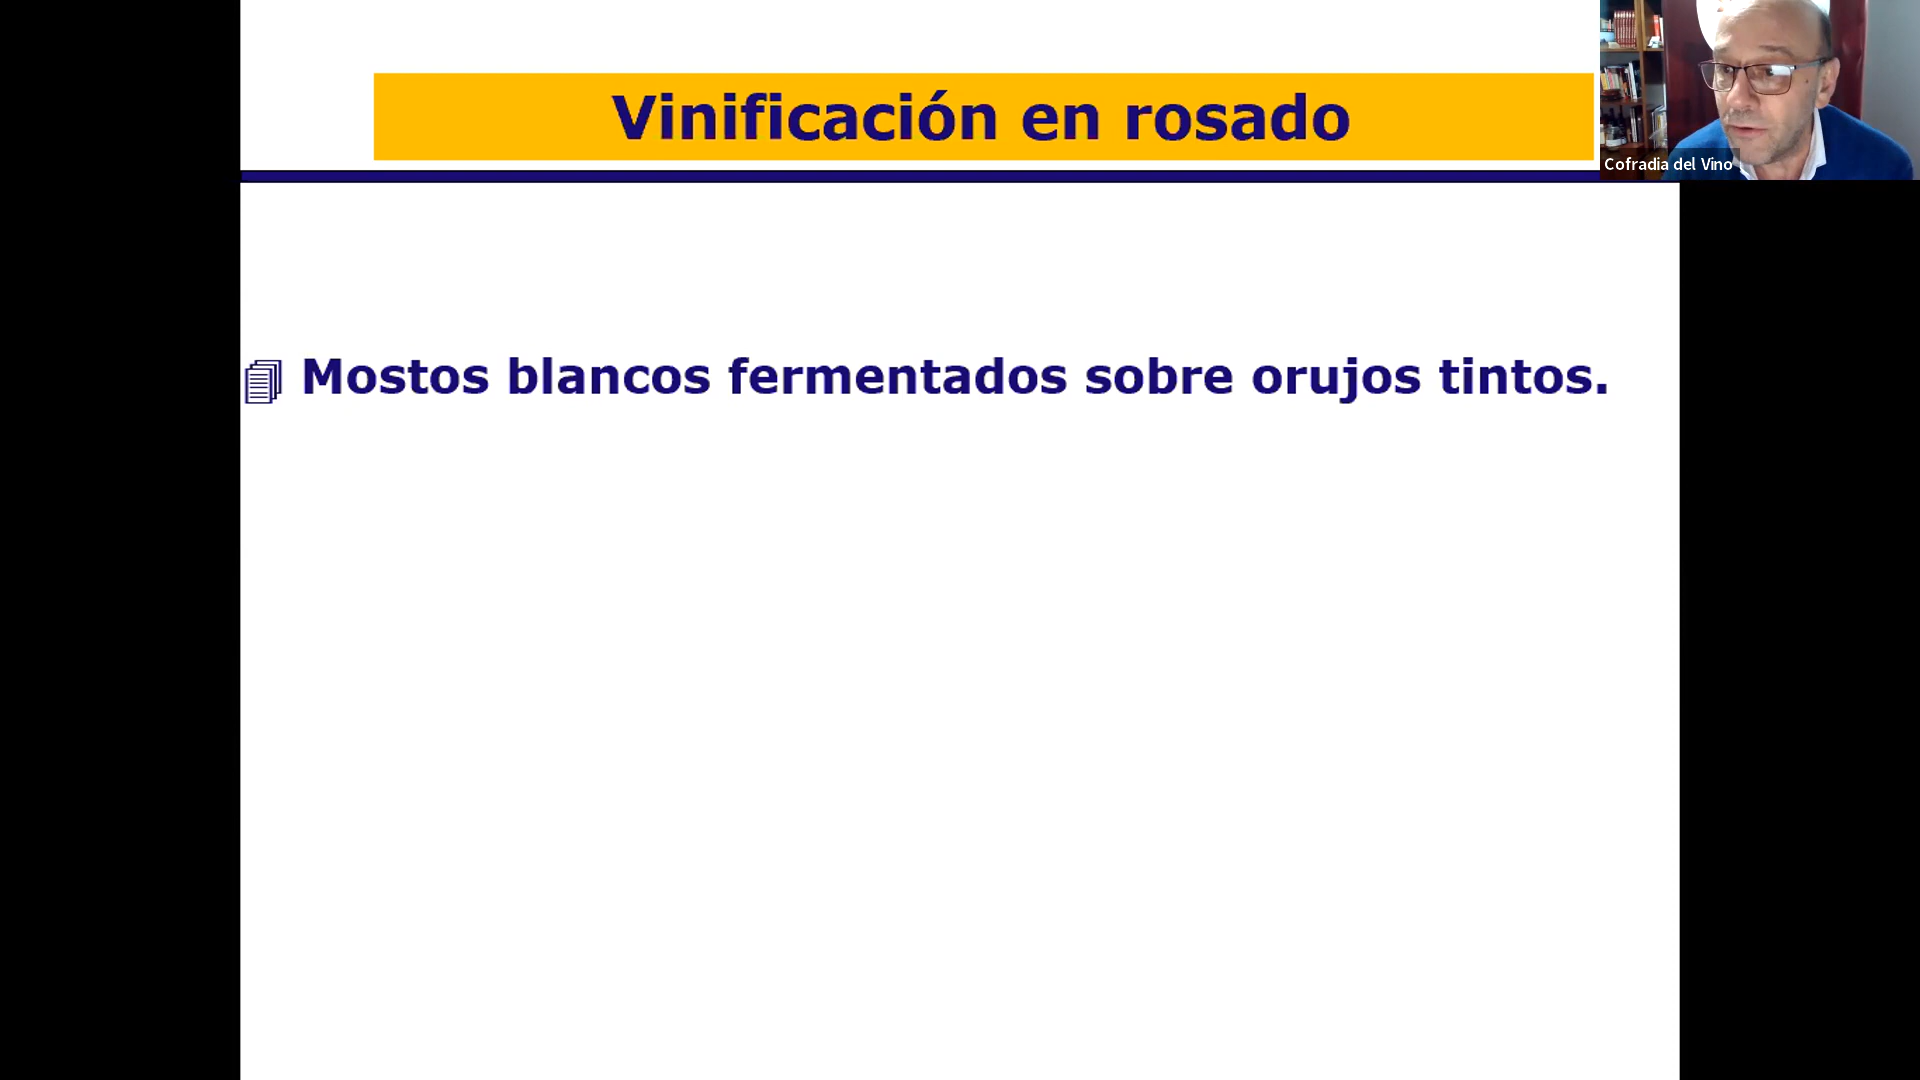 Vinificación en rosado
Cofradia del Vino
Mostos blancos fermentados sobre orujos tintos.